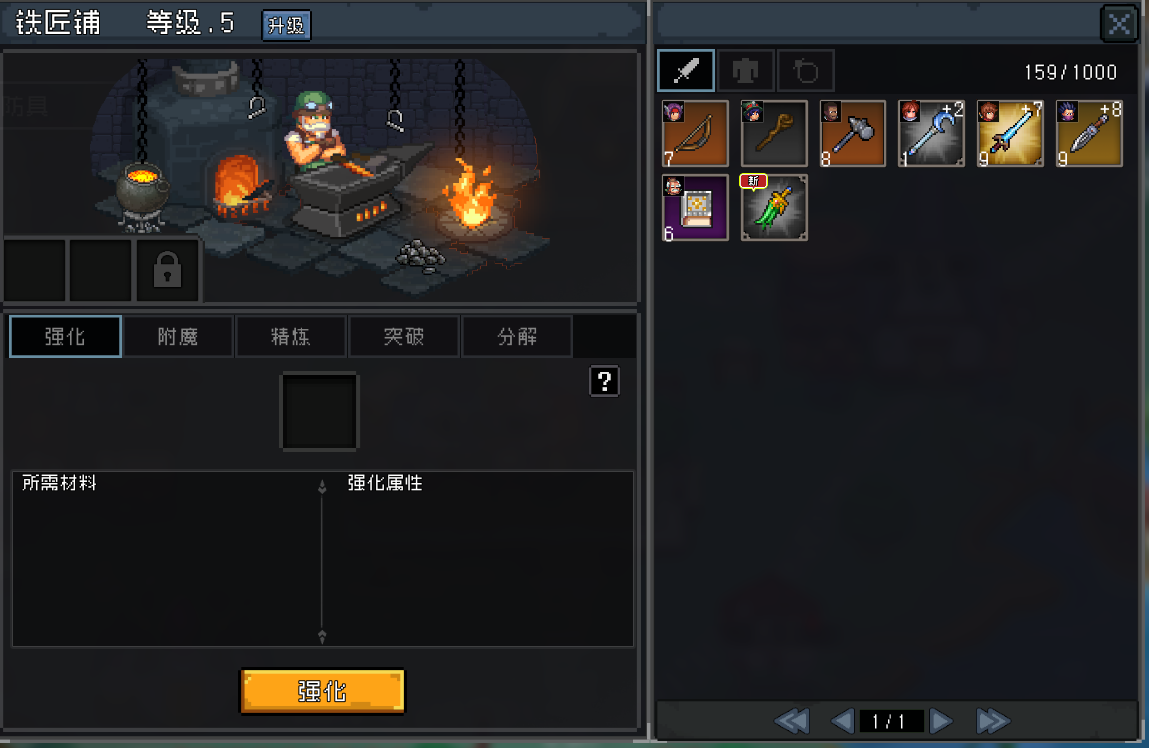 铁匠铺 等级.5 升级
159/1000
防具
+2 +7 +8
7 8 1 9 9
新
6
强化 附魔 精炼 突破 分解
?
所需材料 强化属性
强化
1/1